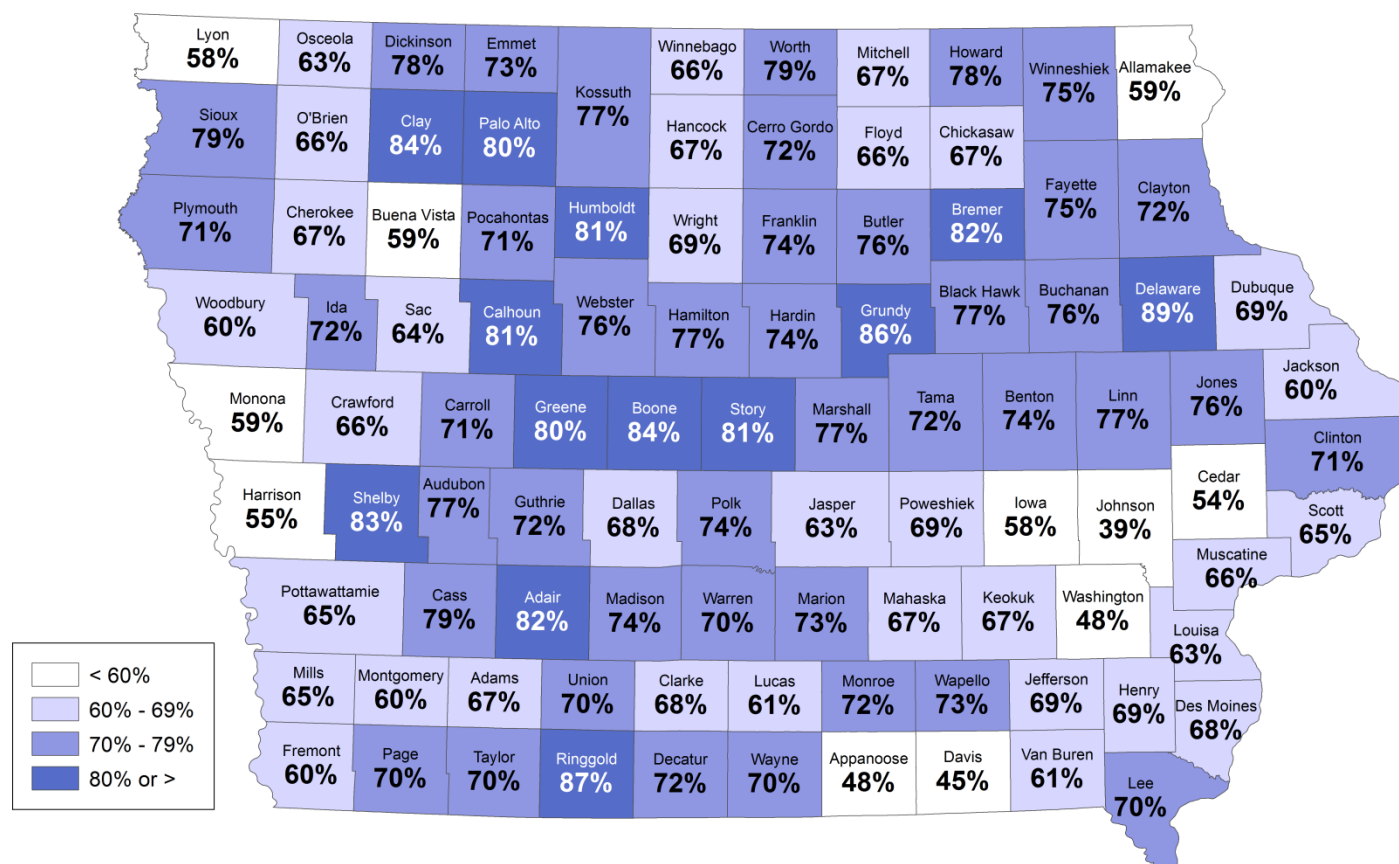 Lyon
58%
Osceola
63%
Dickinson
78%
Emmet
73%
Kossuth
77%
Winnebago
66%
Worth
79%
Mitchell
67%
Howard
78%
Winneshiek
75%
Allamakee
59%
Sioux
79%
O'Brien
66%
Clay
84%
Palo Alto
80%
Hancock
67%
Cerro Gordo
72%
Floyd
66%
Chickasaw
67%
Plymouth
71%
Cherokee
67%
Buena Vista
59%
Pocahontas
71%
Humboldt
81%
Wright
69%
Franklin
74%
Butler
76%
Bremer
82%
Fayette
75%
Clayton
72%
Woodbury
60%
Ida
72%
Sac
64%
Calhoun
81%
Webster
76%
Hamilton
77%
Hardin
74%
Grundy
86%
Black Hawk
77%
Buchanan
76%
Delaware
89%
Dubuque
69%
Monona
59%
Crawford
66%
Carroll
71%
Greene
80%
Boone
84%
Story
81%
Marshall
77%
Tama
72%
Benton
74%
Linn
77%
Jones
76%
Jackson
60%
Clinton
71%
Harrison
55%
Shelby
83%
Audubon
77%
Guthrie
72%
Dallas
68%
Polk
74%
Jasper
63%
Poweshiek
69%
Iowa
58%
Johnson
39%
Cedar
54%
Scott
65%
Muscatine
66%
Pottawattamie
65%
Cass
79%
Adair
82%
Madison
74%
Warren
70%
Marion
73%
Mahaska
67%
Keokuk
67%
Washington
48%
Louisa
63%
Mills
65%
Montgomery
60%
Adams
67%
Union
70%
Clarke
68%
Lucas
61%
Monroe
72%
Wapello
73%
Jefferson
69%
Henry
69%
Des Moines
68%
Fremont
60%
Page
70%
Taylor
70%
Ringgold
87%
Decatur
72%
Wayne
70%
Appanoose
48%
Davis
45%
Van Buren
61%
Lee
70%
< 60%
60% - 69%
70% - 79%
80% or >